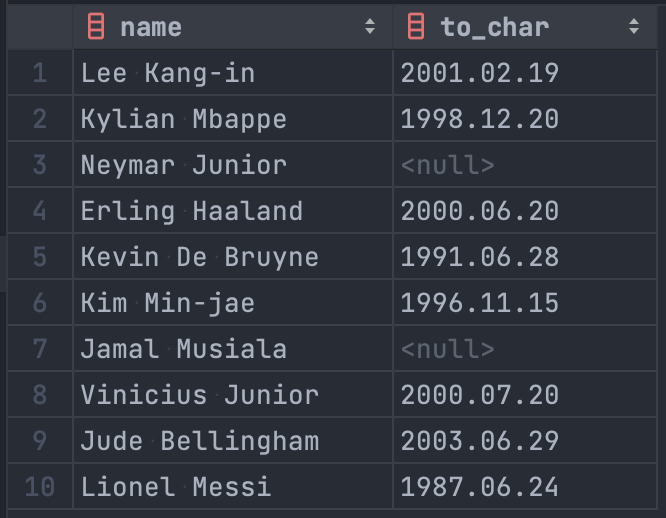 name to_char
1 Lee Kang-in 2001.02.19
2 Kylian Mbappe 1998.12.20
3 Neymar Junior <null>
4 Erling Haaland 2000.06.20
5 Kevin De Bruyne 1991.06.28
6 Kim Min-jae 1996.11.15
7 Jamal Musiala <null>
8 Vinicius Junior 2000.07.20
9 Jude Bellingham 2003.06.29
10 Lionel Messi 1987.06.24